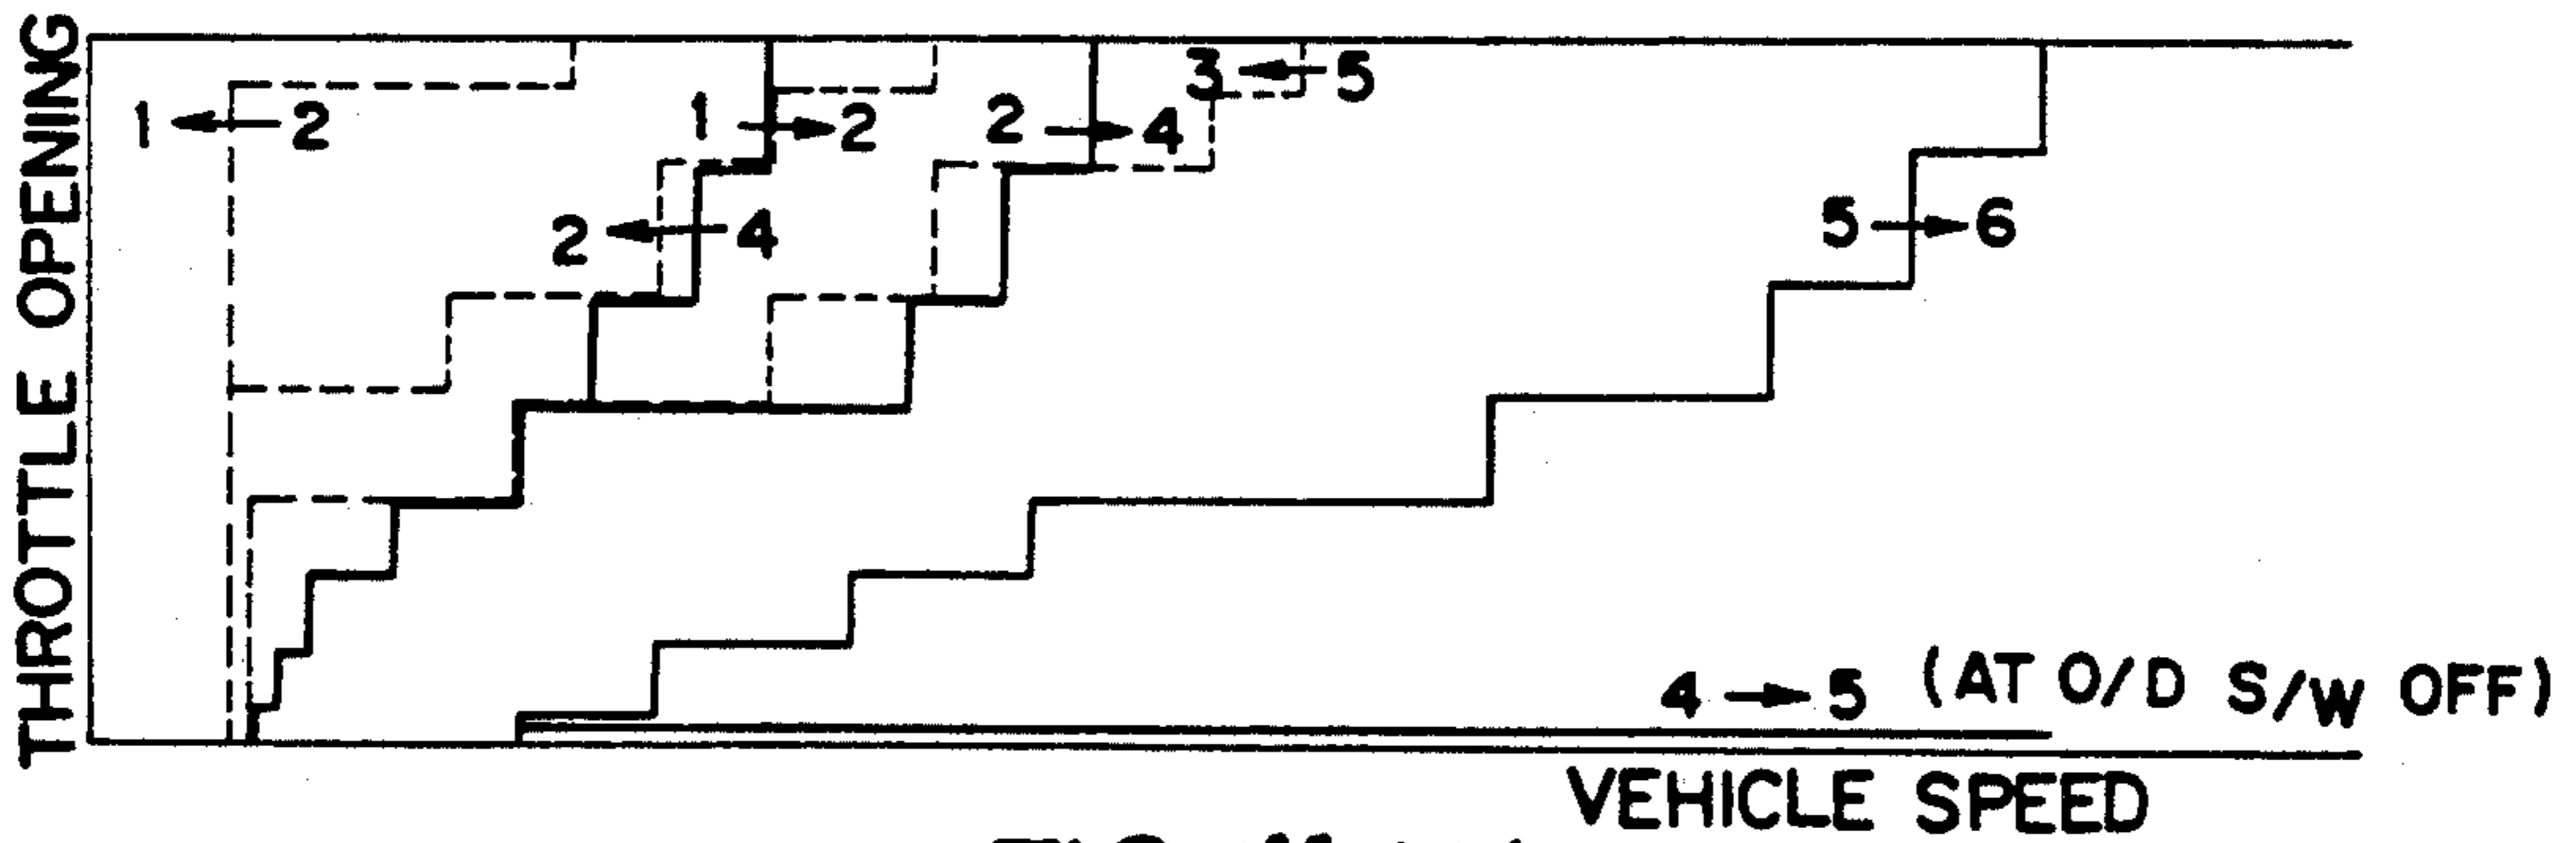 THROTTLE OPENING
1 ← 2
1 → 2
2 → 4
3 ← 5
2 ← 4
5 → 6
4 → 5 (AT O/D S/W OFF)
VEHICLE SPEED